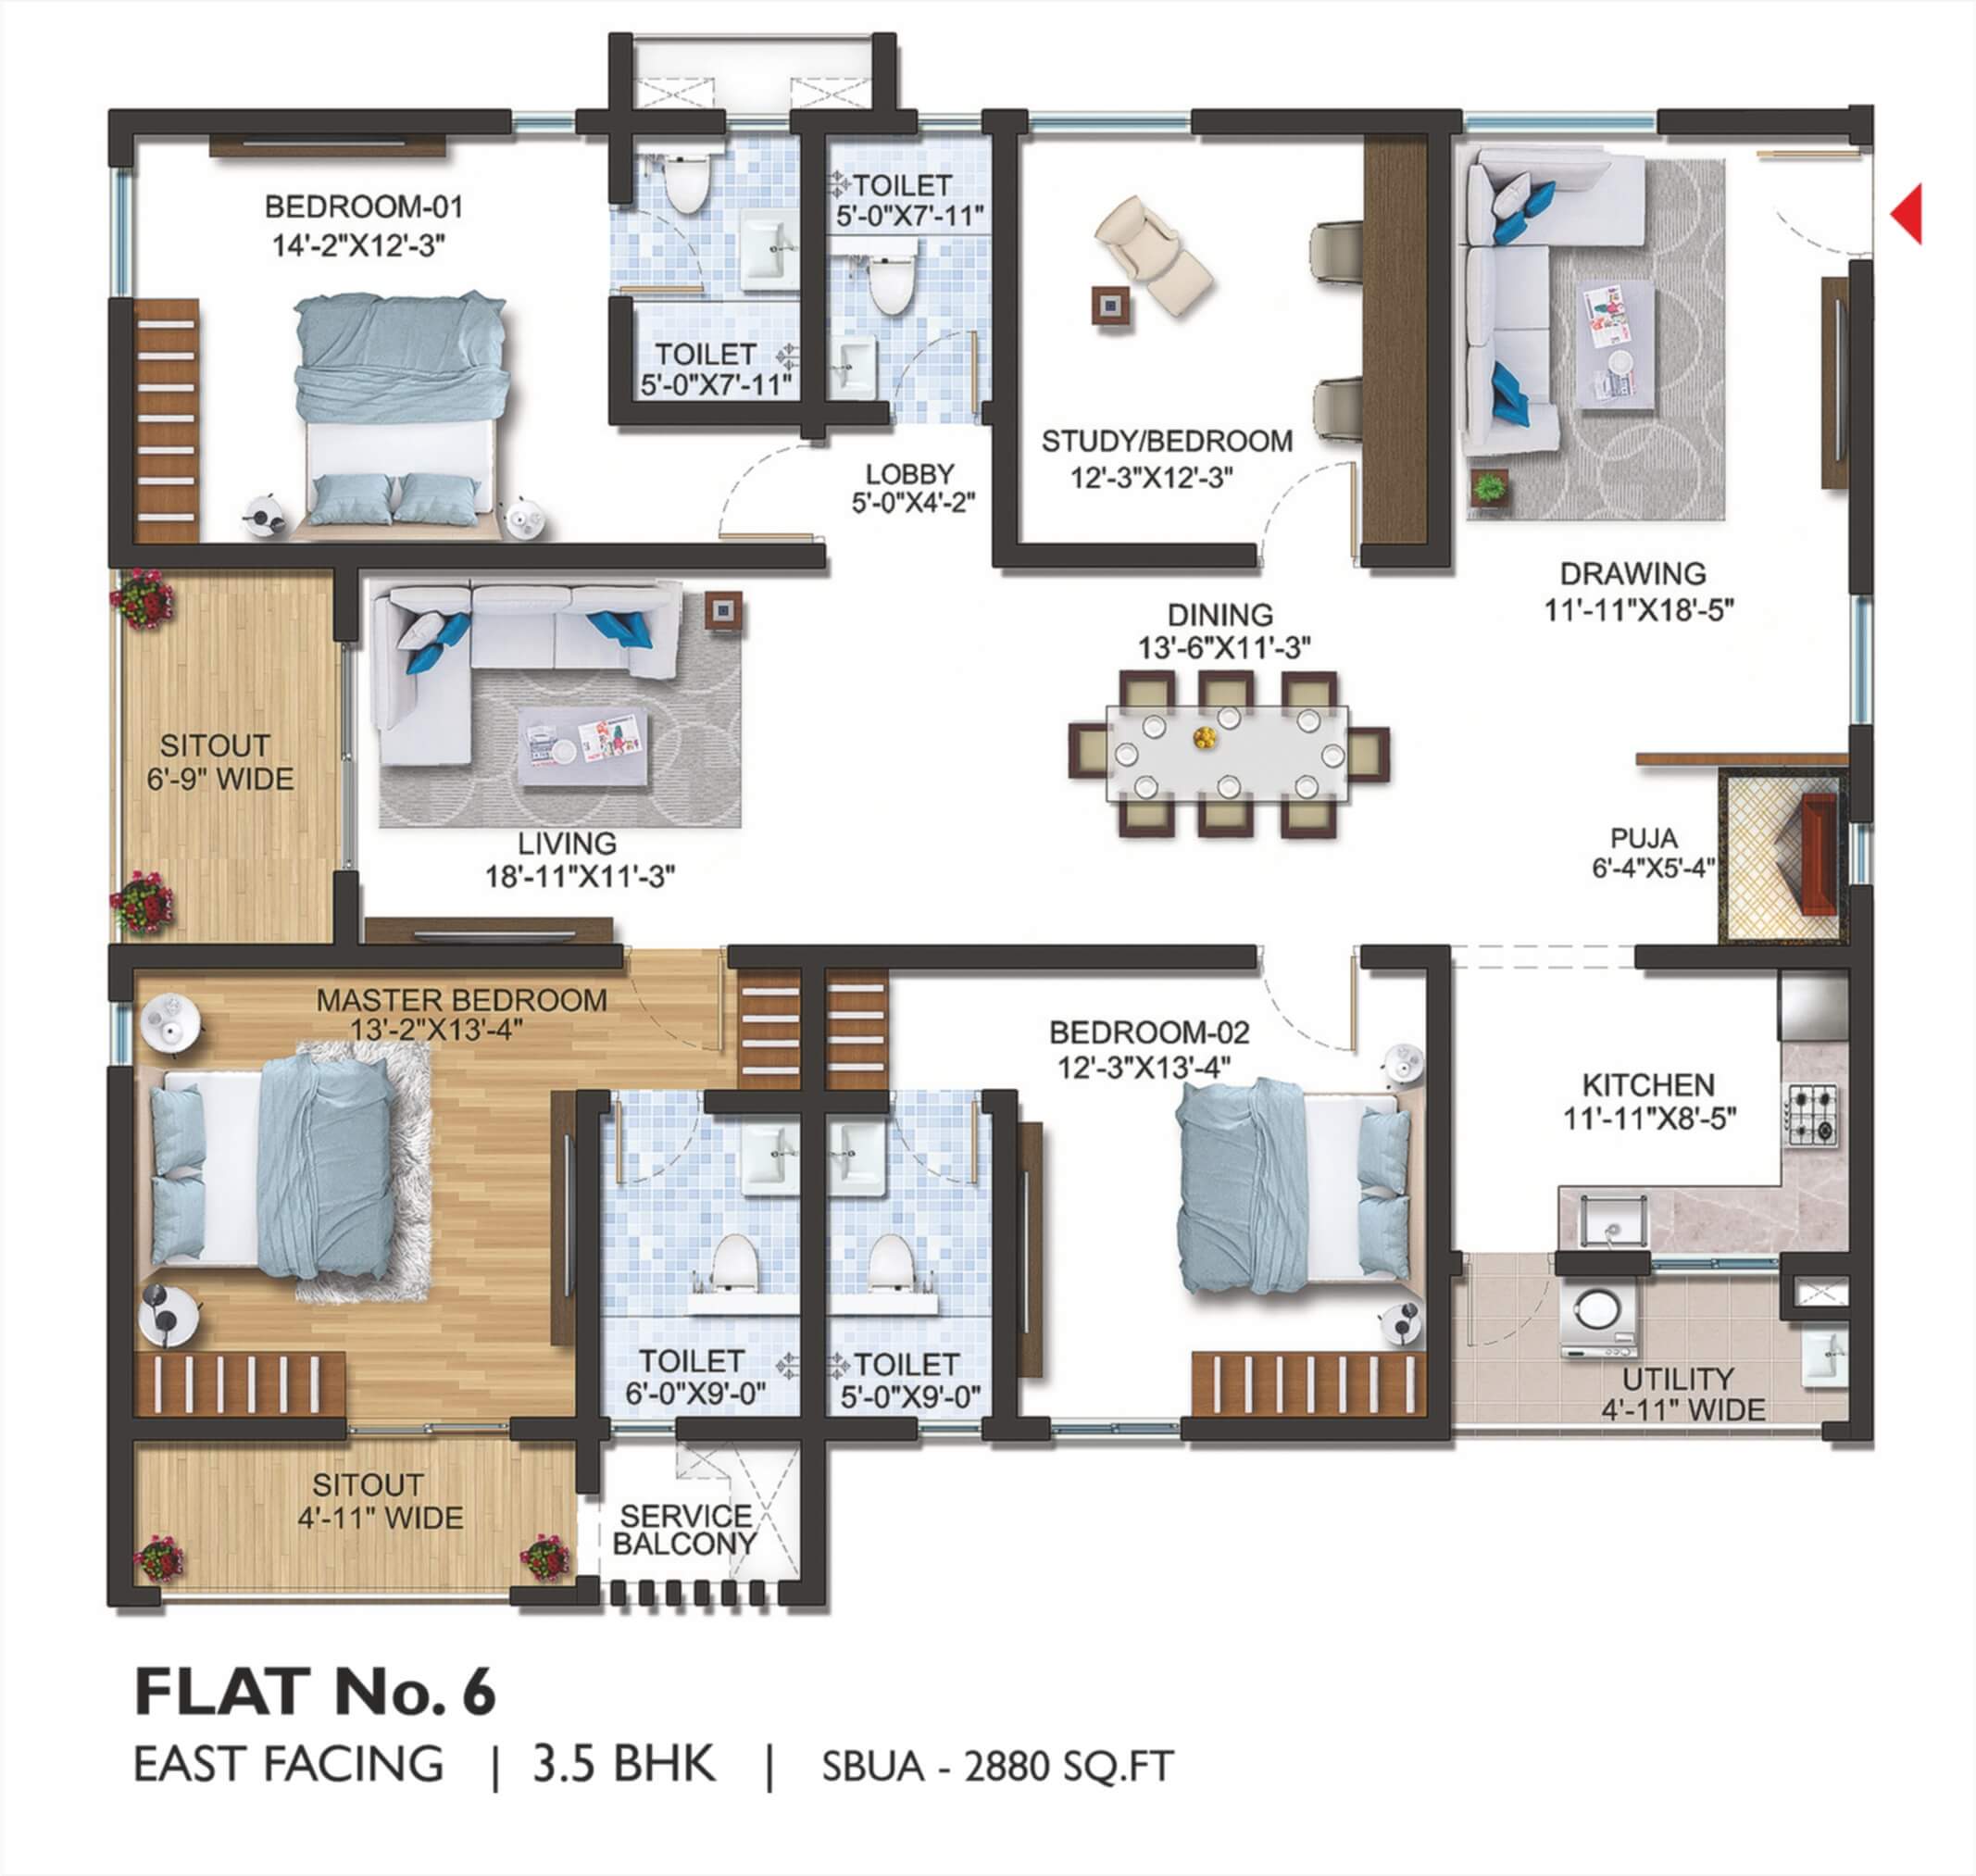 BEDROOM-01
14'-2"X12'-3"
TOILET
5'-0"X7'-11"
TOILET
5'-0"X7'-11"
LOBBY
5'-0"X4'-2"
STUDY/BEDROOM
12'-3"X12'-3"
DRAWING
11'-11"X18'-5"
DINING
13'-6"X11'-3"
SITOUT
6'-9" WIDE
LIVING
18'-11"X11'-3"
PUJA
6'-4"X5'-4"
MASTER BEDROOM
13'-2"X13'-4"
BEDROOM-02
12'-3"X13'-4"
KITCHEN
11'-11"X8'-5"
TOILET
6'-0"X9'-0"
TOILET
5'-0"X9'-0"
UTILITY
4'-11" WIDE
SITOUT
4'-11" WIDE
SERVICE
BALCONY
FLAT No. 6
EAST FACING | 3.5 BHK | SBUA - 2880 SQ.FT